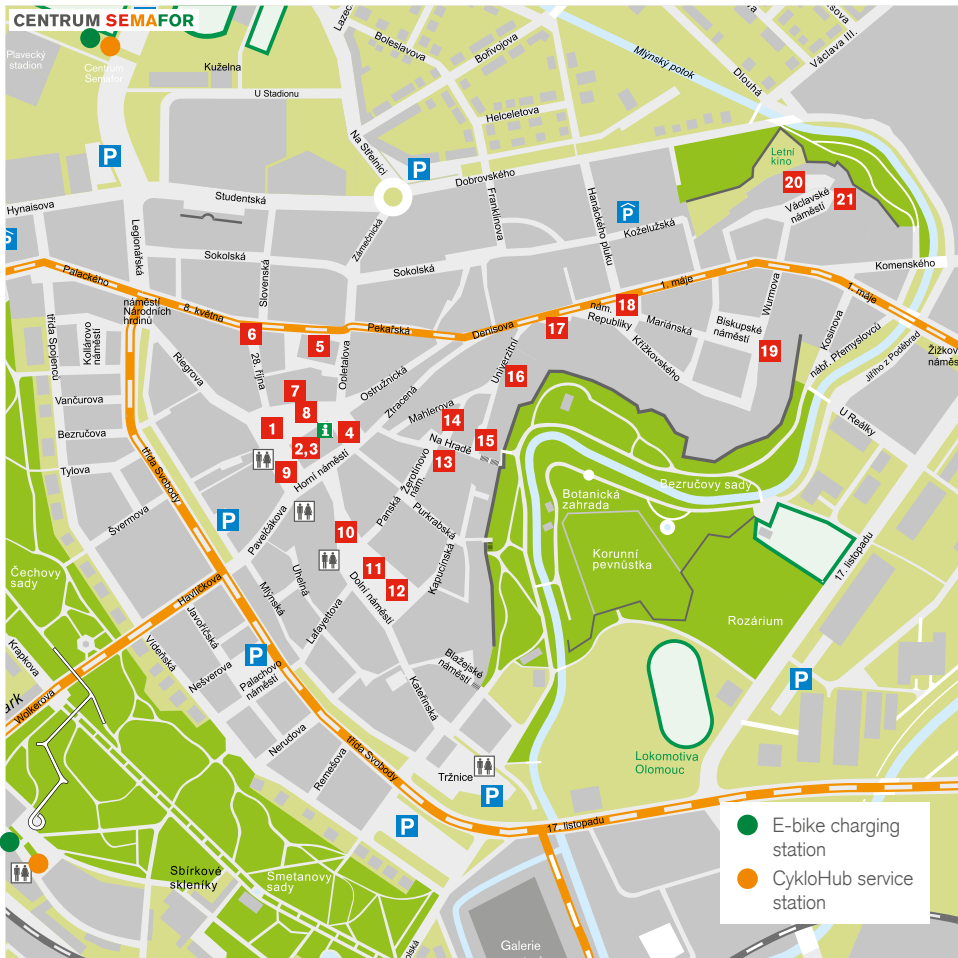 CENTRUM SEMAFOR
Plavecký
stadion
Centrum
Semafor
Kuželna
U Stadionu
Boleslavova
Bořivojova
Na Střelnici
Helceletova
Mlýnský potok
Dlouhá
Václava III.
P
P
Dobrovského
Letní
kino
20
21
Václavské
náměstí
Hynaisova
Studentská
Legionářská
Zámečnická
Franklinova
Hanáckého pluku
P
Koželužská
Sokolská
Sokolská
Slovenská
Komenského
Palackého
náměstí
Národních
hrdinů
8. května
Pekařská
Denisova
1. máje
1. máje
nám.
Republiky
18
17
Mariánská
Křížkovského
Biskupské
náměstí
Wurmova
19
Kosinova
nábř. Přemyslovců
Jiřího z Poděbrad
U Reálky
třída Spojenců
Kollárovo
náměstí
Riegrova
6
5
28. října
Opletalova
Ostružnická
Ztracená
Univerzitní
16
Vančurova
Bezručova
Tylova
Švermova
třída Svobody
7
8
1
i
4
2,3
9
Horní náměstí
Mahlerova
14
15
Na Hradě
13
Žerotínovo
nám.
Panská
Purkrabská
Kapucínská
P
Pavelčákova
10
11
12
Uhelná
Dolní náměstí
Mlýnská
Lafayettova
Blažejské
náměstí
Kateřinská
Bezručovy sady
Botanická
zahrada
Korunní
pevnůstka
Rozárium
17. listopadu
P
Lokomotiva
Olomouc
Čechovy
sady
Havlíčkova
Javoříčská
Vídeňská
Nešverova
P
Palachovo
náměstí
Nerudova
Remešova
třída Svobody
Krapkova
Wolkerova
Tržnice
P
P
17. listopadu
Sbírkové
skleníky
Smetanovy
sady
Galerie
E-bike charging
station
CykloHub service
station